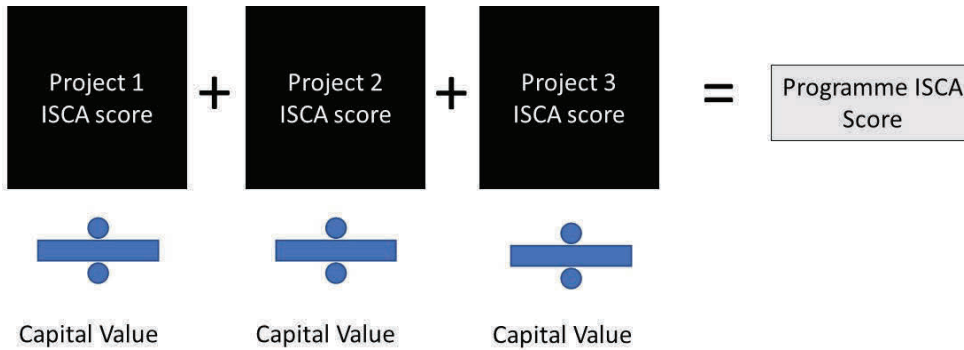 Project 1
ISCA score
+
Project 2
ISCA score
+
Project 3
ISCA score
=
Programme ISCA
Score
÷
÷
÷
Capital Value
Capital Value
Capital Value